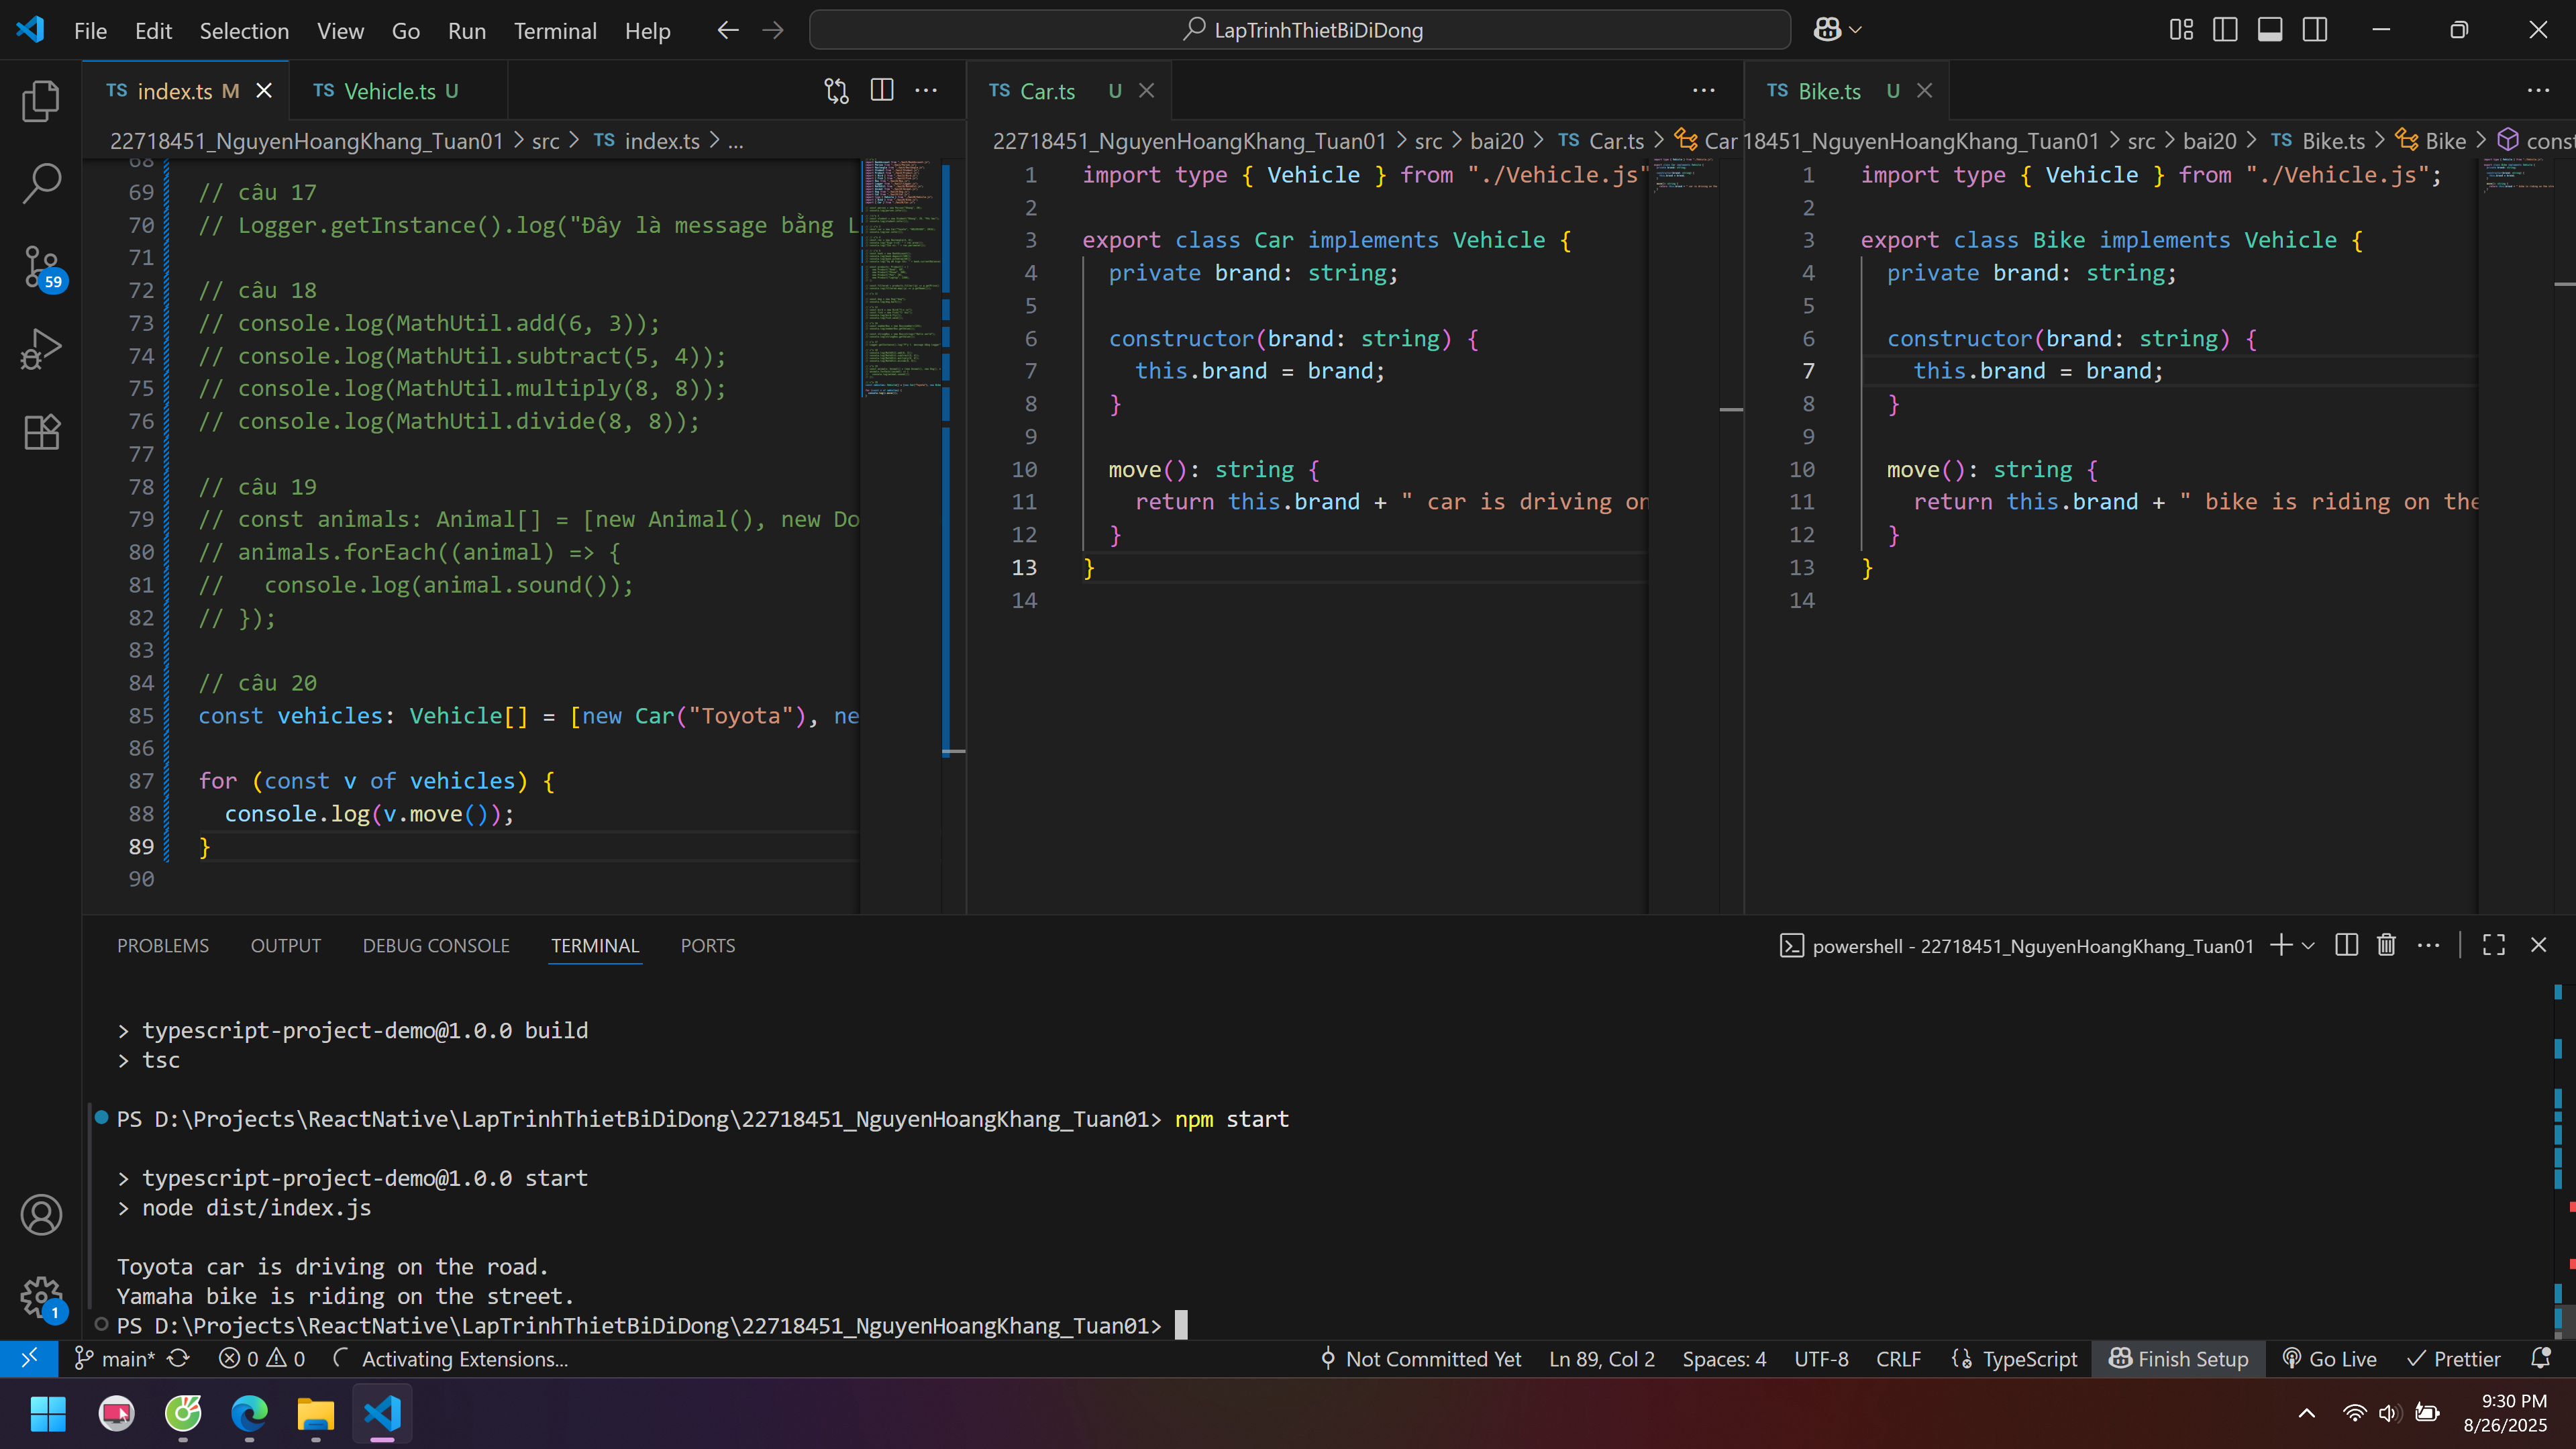 File Edit Selection View Go Run Terminal Help
LapTrinhThietBiDiDong
TS index.ts M
TS Vehicle.ts U
22718451_NguyenHoangKhang_Tuan01 > src > TS index.ts > ...
68
69 // câu 17
70 // Logger.getInstance().log("Đây là message bằng L
71
72 // câu 18
73 // console.log(MathUtil.add(6, 3));
74 // console.log(MathUtil.subtract(5, 4));
75 // console.log(MathUtil.multiply(8, 8));
76 // console.log(MathUtil.divide(8, 8));
77
78 // câu 19
79 // const animals: Animal[] = [new Animal(), new Do
80 // animals.forEach((animal) => {
81 //   console.log(animal.sound());
82 // });
83
84 // câu 20
85 const vehicles: Vehicle[] = [new Car("Toyota"), ne
86
87 for (const v of vehicles) {
88   console.log(v.move());
89 }
90
TS Car.ts U
22718451_NguyenHoangKhang_Tuan01 > src > bai20 > TS Car.ts > Car
1 import type { Vehicle } from "./Vehicle.js"
2
3 export class Car implements Vehicle {
4   private brand: string;
5
6   constructor(brand: string) {
7     this.brand = brand;
8   }
9
10   move(): string {
11     return this.brand + " car is driving on
12   }
13 }
14
TS Bike.ts U
18451_NguyenHoangKhang_Tuan01 > src > bai20 > TS Bike.ts > Bike > const
1 import type { Vehicle } from "./Vehicle.js";
2
3 export class Bike implements Vehicle {
4   private brand: string;
5
6   constructor(brand: string) {
7     this.brand = brand;
8   }
9
10   move(): string {
11     return this.brand + " bike is riding on the
12   }
13 }
14
PROBLEMS OUTPUT DEBUG CONSOLE TERMINAL PORTS
powershell - 22718451_NguyenHoangKhang_Tuan01
> typescript-project-demo@1.0.0 build
> tsc
PS D:\Projects\ReactNative\LapTrinhThietBiDiDong\22718451_NguyenHoangKhang_Tuan01> npm start
> typescript-project-demo@1.0.0 start
> node dist/index.js
Toyota car is driving on the road.
Yamaha bike is riding on the street.
PS D:\Projects\ReactNative\LapTrinhThietBiDiDong\22718451_NguyenHoangKhang_Tuan01>
59
1
main* 0 0 Activating Extensions... Not Committed Yet Ln 89, Col 2 Spaces: 4 UTF-8 CRLF TypeScript Finish Setup Go Live Prettier
9:30 PM
8/26/2025